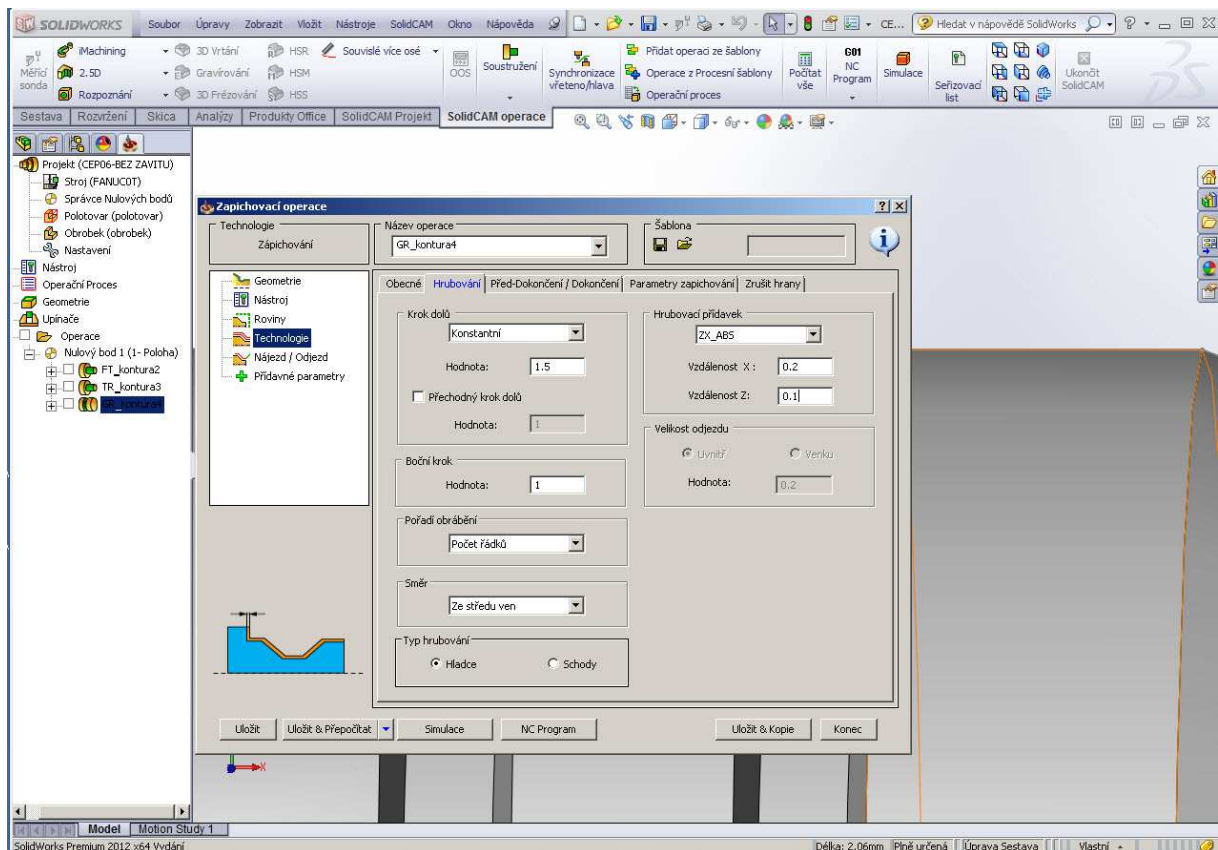 SOLIDWORKS Soubor Úpravy Zobrazit Vložit Nástroje SolidCAM Okno Nápověda CE... Hledat v nápovědě SolidWorks
Měřící sonda
iMachining
2.5D
Rozpoznání
3D Vrtání
Gravírování
3D Frézování
HSR
HSM
HSS
Souvislé více osé
OOS
Soustružení
Synchronizace vřeteno/hlava
Přidat operaci ze šablony
Operace z Procesní šablony
Operační proces
Počítat vše
G01
NC Program
Simulace
Seřizovací list
Ukončit SolidCAM
Sestava Rozvržení Skica Analýzy Produkty Office SolidCAM Projekt SolidCAM operace
Projekt (CEP06-BEZ ZAVITU)
Stroj (FANUC0T)
Správce Nulových bodů
Polotovar (polotovar)
Obrobek (obrobek)
Nastavení
Nástroj
Operační Proces
Geometrie
Upínače
Operace
Nulový bod 1 (1- Poloha)
FT_kontura2
TR_kontura3
GR_kontura4
Zapichovací operace
Technologie
Zápichování
Název operace
GR_kontura4
Šablona
Geometrie
Nástroj
Roviny
Technologie
Nájezd / Odjezd
Přídavné parametry
Obecné Hrubování Před-Dokončení / Dokončení Parametry zapichování Zrušit hrany
Krok dolů
Konstantní
Hodnota: 1.5
Přechodný krok dolů
Hodnota: 1
Boční krok
Hodnota: 1
Pořadí obrábění
Počet řádků
Směr
Ze středu ven
Typ hrubování
Hladce Schody
Hrubovací přídavek
ZX_ABS
Vzdálenost X : 0.2
Vzdálenost Z: 0.1
Velikost odjezdu
Uvnitř Venku
Hodnota: 0.2
Uložit Uložit & Přepočítat Simulace NC Program Uložit & Kopie Konec
X
Model Motion Study 1
SolidWorks Premium 2012 x64 Vydání Délka: 2.06mm Plně určená Úprava Sestava Vlastní